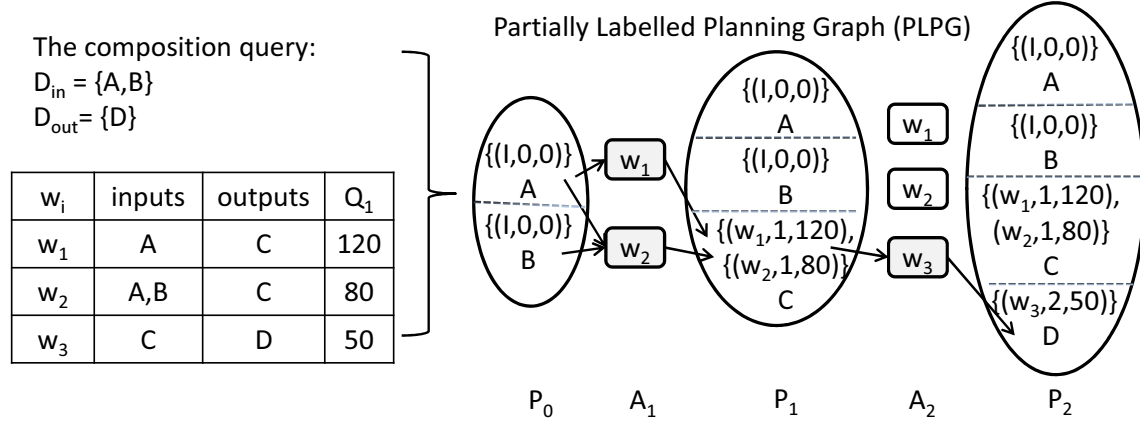 Partially Labelled Planning Graph (PLPG)
The composition query:
D_in = {A,B}
D_out= {D}
w_i inputs outputs Q_1
w_1 A C 120
w_2 A,B C 80
w_3 C D 50
{(I,0,0)}
A
{(I,0,0)}
B
w_1
w_2
{(I,0,0)}
A
{(I,0,0)}
B
{(w_1,1,120),
{(w_2,1,80)}
C
w_1
w_2
w_3
{(I,0,0)}
A
{(I,0,0)}
B
{(w_1,1,120),
(w_2,1,80)}
C
{(w_3,2,50)}
D
P_0 A_1 P_1 A_2 P_2